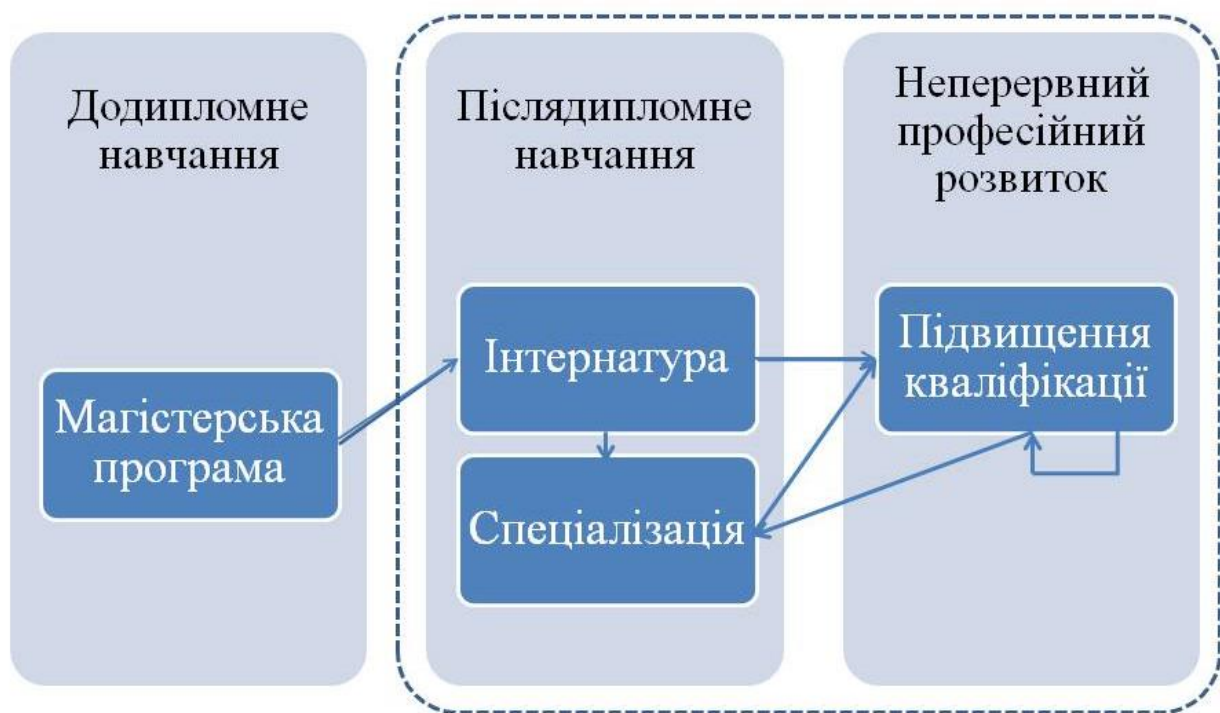 Додипломне
навчання
Магістерська
програма
Післядипломне
навчання
Інтернатура
Спеціалізація
Неперервний
професійний
розвиток
Підвищення
кваліфікації